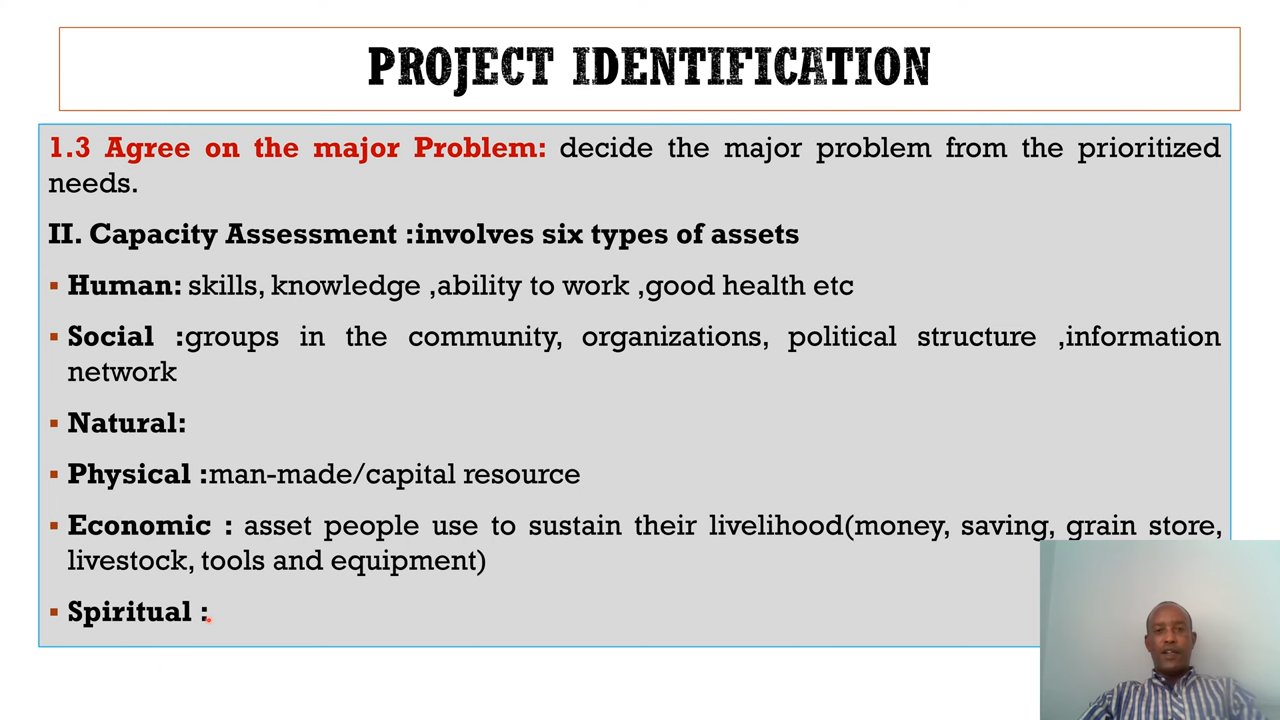 PROJECT IDENTIFICATION
1.3 Agree on the major Problem: decide the major problem from the prioritized
needs.
II. Capacity Assessment :involves six types of assets
▪ Human: skills, knowledge ,ability to work ,good health etc
▪ Social :groups in the community, organizations, political structure ,information
network
▪ Natural:
▪ Physical :man-made/capital resource
▪ Economic : asset people use to sustain their livelihood(money, saving, grain store,
livestock, tools and equipment)
▪ Spiritual :